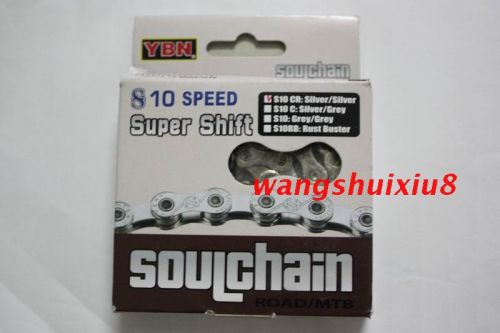 YBN
soulchain
S10 SPEED
Super Shift
S10 CR: Silver/Silver
S10 C: Silver/Grey
S10: Grey/Grey
S10RB: Rust Buster
wangshuixiu8
soulchain
ROAD/MTB